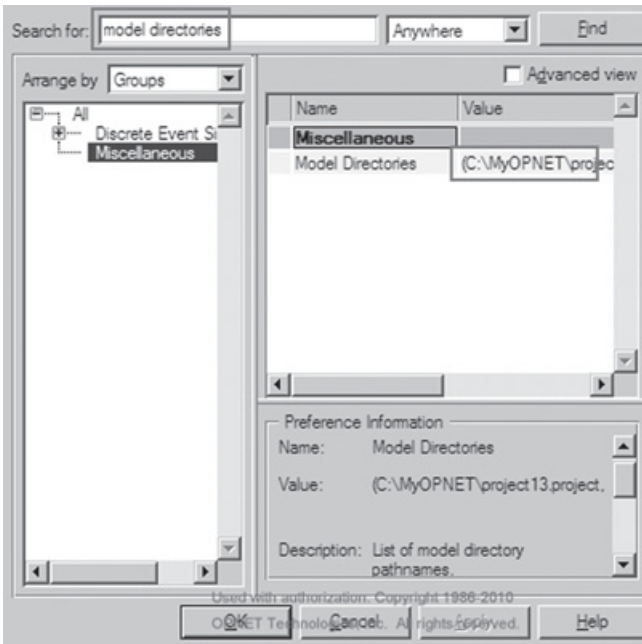 Search for: model directories Anywhere Find
Arrange by Groups
Advanced view
All
Discrete Event Si
Miscellaneous
Name Value
Miscellaneous
Model Directories (C:\MyOPNET\projec
Preference Information
Name: Model Directories
Value: (C:\MyOPNET\project13.project,
Description: List of model directory
pathnames.
Used with authorization. Copyright 1986-2010
OPNET Technologies, Inc. All rights reserved.
OK Cancel Apply Help